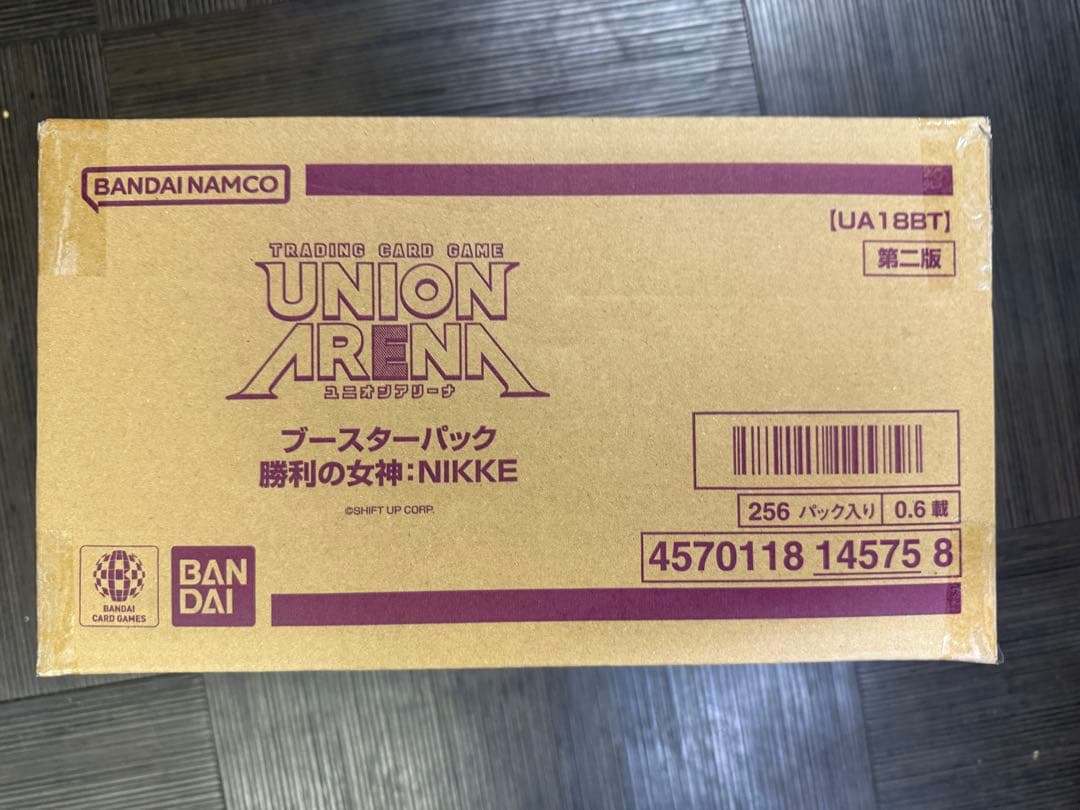 BANDAI NAMCO
【UA18BT】
第二版
TRADING CARD GAME
UNION
ARENA
ユニオンアリーナ
ブースターパック
勝利の女神:NIKKE
©SHIFT UP CORP.
256 パック入り 0.6 載
4570118 14575 8
BANDAI
CARD GAMES
BAN
DAI